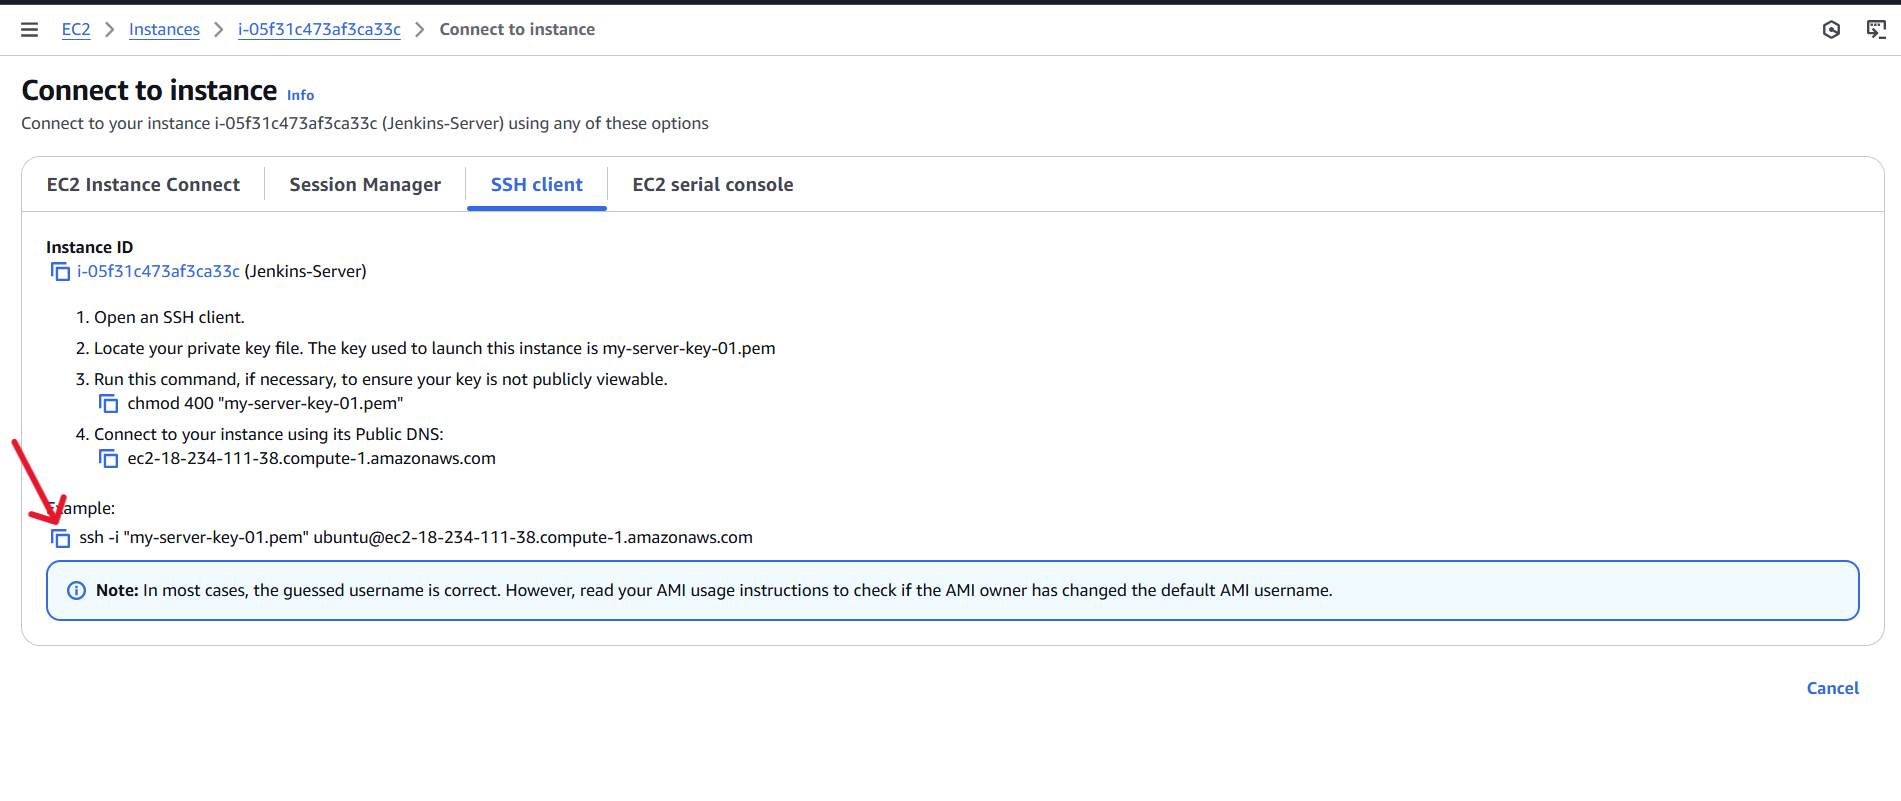 EC2 > Instances > i-05f31c473af3ca33c > Connect to instance
Connect to instance Info
Connect to your instance i-05f31c473af3ca33c (Jenkins-Server) using any of these options
EC2 Instance Connect Session Manager SSH client EC2 serial console
Instance ID
i-05f31c473af3ca33c (Jenkins-Server)
1. Open an SSH client.
2. Locate your private key file. The key used to launch this instance is my-server-key-01.pem
3. Run this command, if necessary, to ensure your key is not publicly viewable.
chmod 400 "my-server-key-01.pem"
4. Connect to your instance using its Public DNS:
ec2-18-234-111-38.compute-1.amazonaws.com
Example:
ssh -i "my-server-key-01.pem" ubuntu@ec2-18-234-111-38.compute-1.amazonaws.com
Note: In most cases, the guessed username is correct. However, read your AMI usage instructions to check if the AMI owner has changed the default AMI username.
Cancel